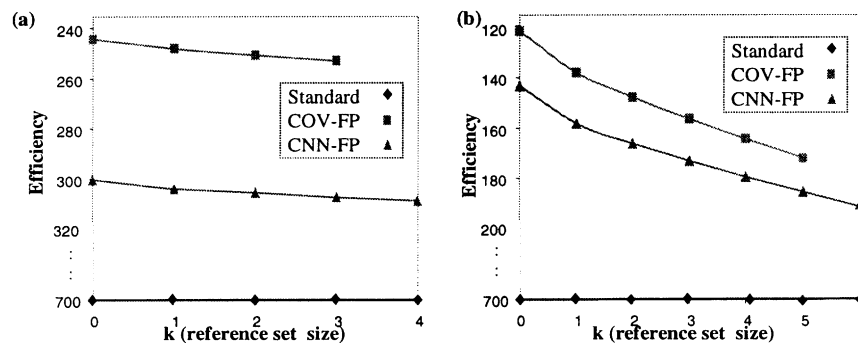 (a)
Efficiency
240
260
280
300
320
700
Standard
COV-FP
CNN-FP
0 1 2 3 4
k (reference set size)
(b)
Efficiency
120
140
160
180
200
700
Standard
COV-FP
CNN-FP
0 1 2 3 4 5
k (reference set size)